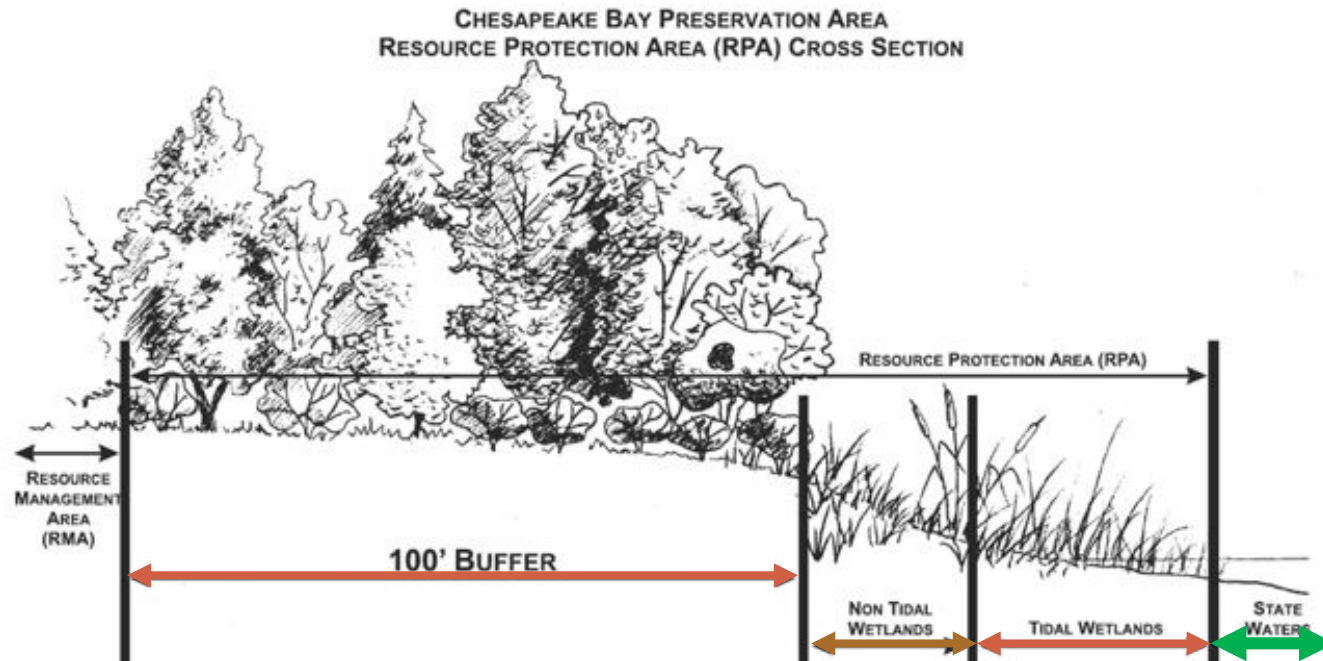 CHESAPEAKE BAY PRESERVATION AREA
RESOURCE PROTECTION AREA (RPA) CROSS SECTION
RESOURCE PROTECTION AREA (RPA)
RESOURCE
MANAGEMENT
AREA
(RMA)
100' BUFFER
NON TIDAL
WETLANDS
TIDAL WETLANDS
STATE
WATERS